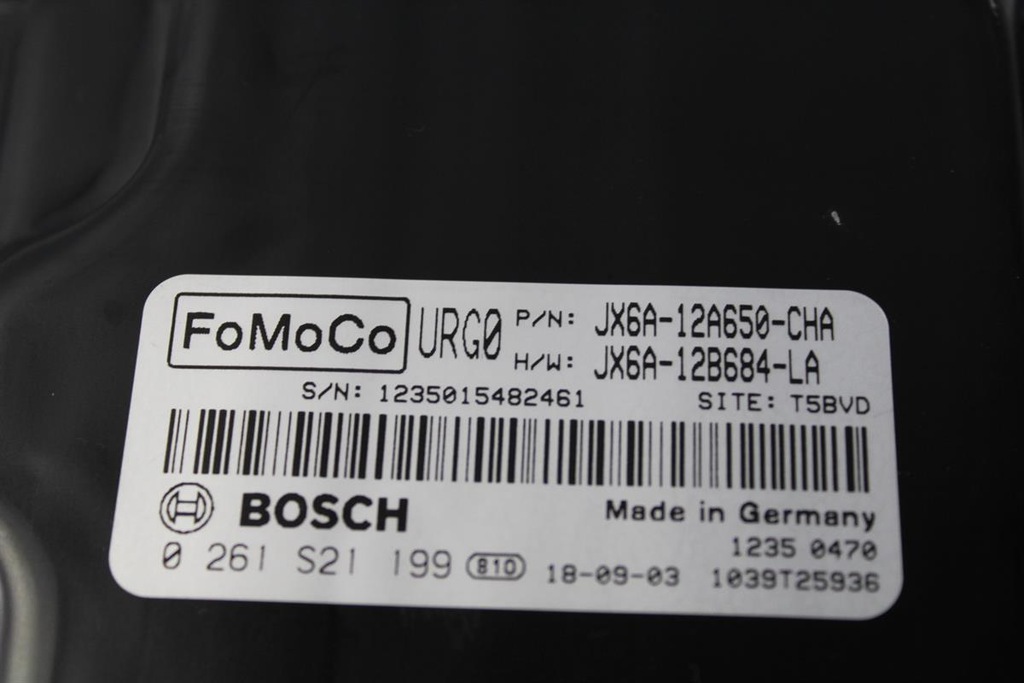 FoMoCo URG0 P/N: JX6A-12A650-CHA
H/W: JX6A-12B684-LA
S/N: 1235015482461 SITE: T5BVD
BOSCH Made in Germany
1235 0470
0 261 S21 199 810 18-09-03 1039T25936